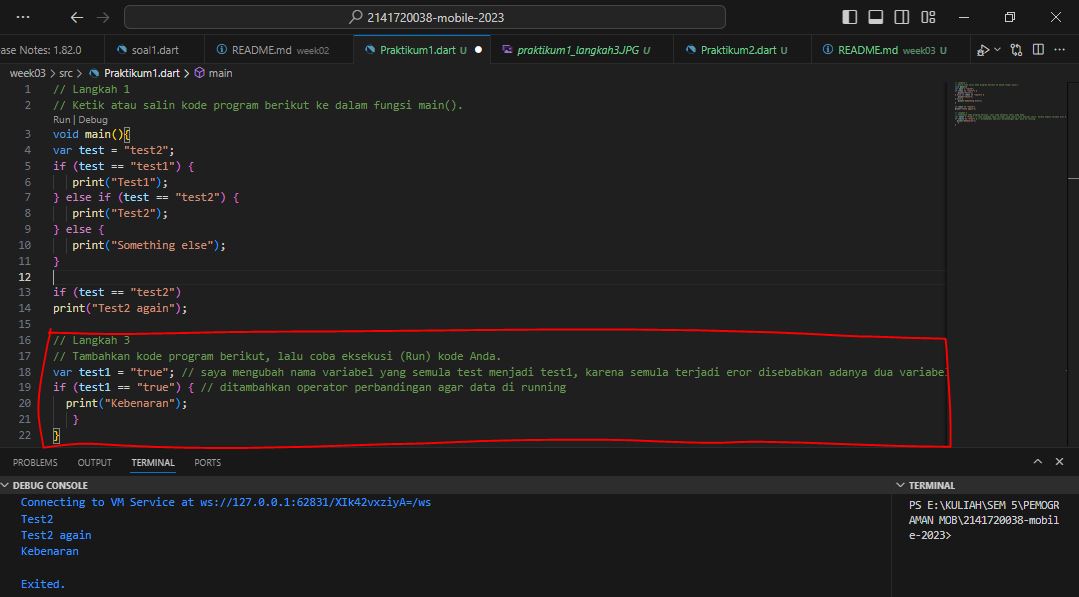 2141720038-mobile-2023
ase Notes: 1.82.0
soal1.dart
README.md week02
Praktikum1.dart U
praktikum1_langkah3.JPG U
Praktikum2.dart U
README.md week03 U
week03 > src > Praktikum1.dart > main
1 // Langkah 1
2 // Ketik atau salin kode program berikut ke dalam fungsi main().
Run | Debug
3 void main(){
4 var test = "test2";
5 if (test == "test1") {
6 print("Test1");
7 } else if (test == "test2") {
8 print("Test2");
9 } else {
10 print("Something else");
11 }
12
13 if (test == "test2")
14 print("Test2 again");
15
16 // Langkah 3
17 // Tambahkan kode program berikut, lalu coba eksekusi (Run) kode Anda.
18 var test1 = "true"; // saya mengubah nama variabel yang semula test menjadi test1, karena semula terjadi eror disebabkan adanya dua variabel
19 if (test1 == "true") { // ditambahkan operator perbandingan agar data di running
20 print("Kebenaran");
21 }
22 }
PROBLEMS OUTPUT TERMINAL PORTS
DEBUG CONSOLE
Connecting to VM Service at ws://127.0.0.1:62831/XIk42vxziyA=/ws
Test2
Test2 again
Kebenaran
Exited.
TERMINAL
PS E:\KULIAH\SEM 5\PEMOGR
AMAN MOB\2141720038-mobil
e-2023>